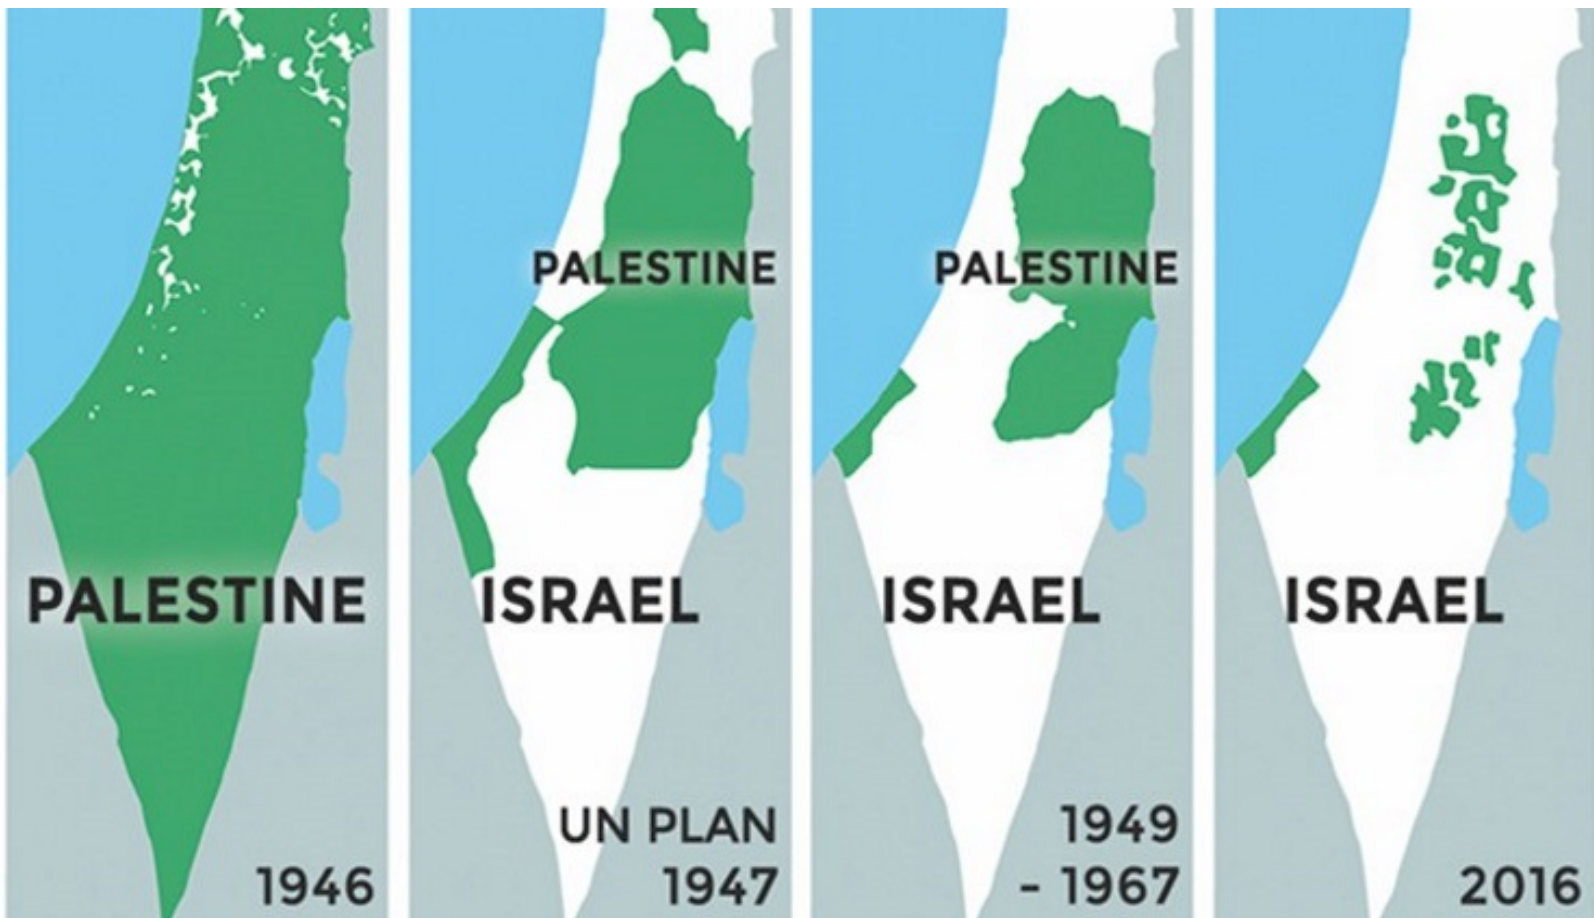 PALESTINE
1946
PALESTINE
ISRAEL
UN PLAN
1947
PALESTINE
ISRAEL
1949
- 1967
ISRAEL
2016